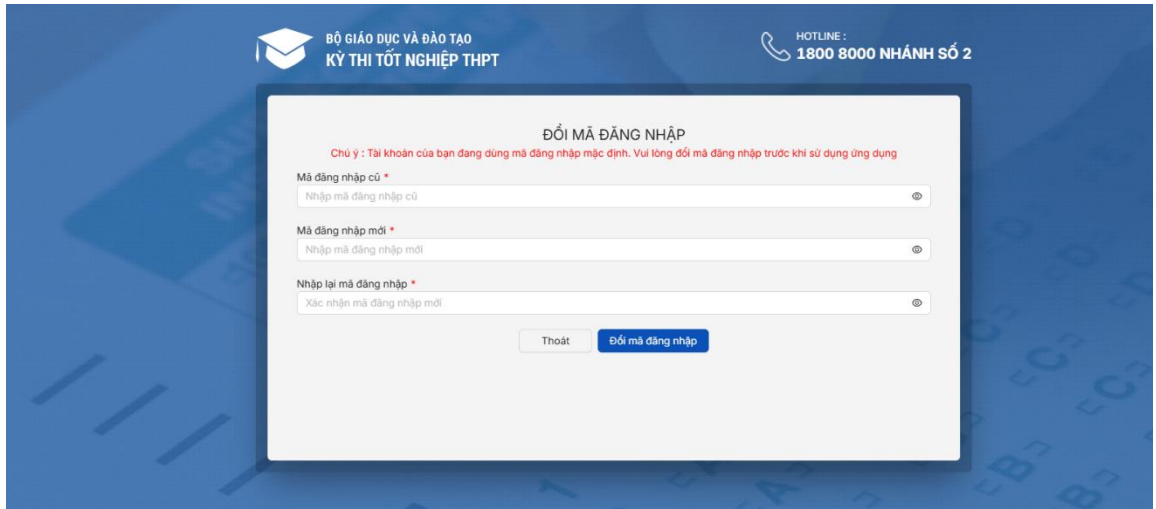 BỘ GIÁO DỤC VÀ ĐÀO TẠO
KỲ THI TỐT NGHIỆP THPT
HOTLINE :
1800 8000 NHÁNH SỐ 2
ĐỔI MÃ ĐĂNG NHẬP
Chú ý : Tài khoản của bạn đang dùng mã đăng nhập mặc định. Vui lòng đổi mã đăng nhập trước khi sử dụng ứng dụng
Mã đăng nhập cũ *
Nhập mã đăng nhập cũ
Mã đăng nhập mới *
Nhập mã đăng nhập mới
Nhập lại mã đăng nhập *
Xác nhận mã đăng nhập mới
Thoát
Đổi mã đăng nhập